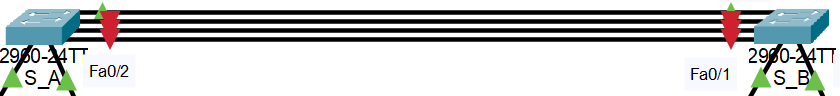 2960-24TT
S_A
Fa0/2
Fa0/1
2960-24TT
S_B